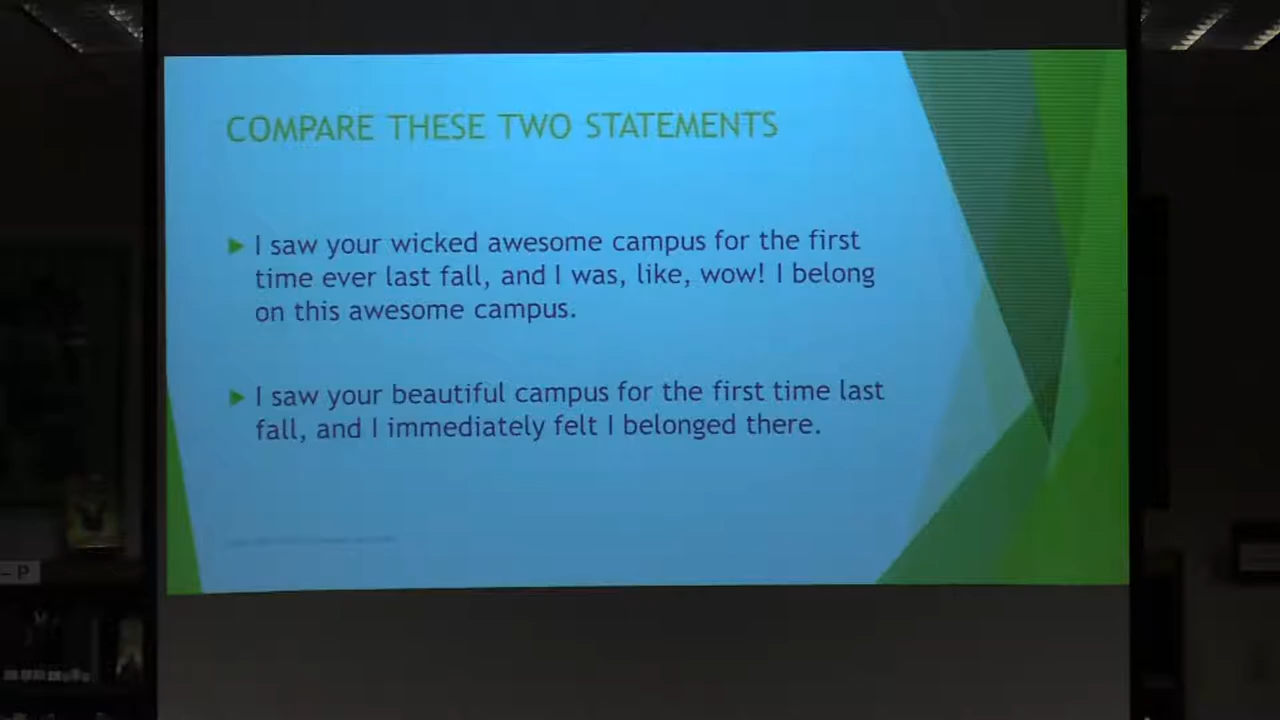 COMPARE THESE TWO STATEMENTS
I saw your wicked awesome campus for the first
time ever last fall, and I was, like, wow! I belong
on this awesome campus.
I saw your beautiful campus for the first time last
fall, and I immediately felt I belonged there.
– P